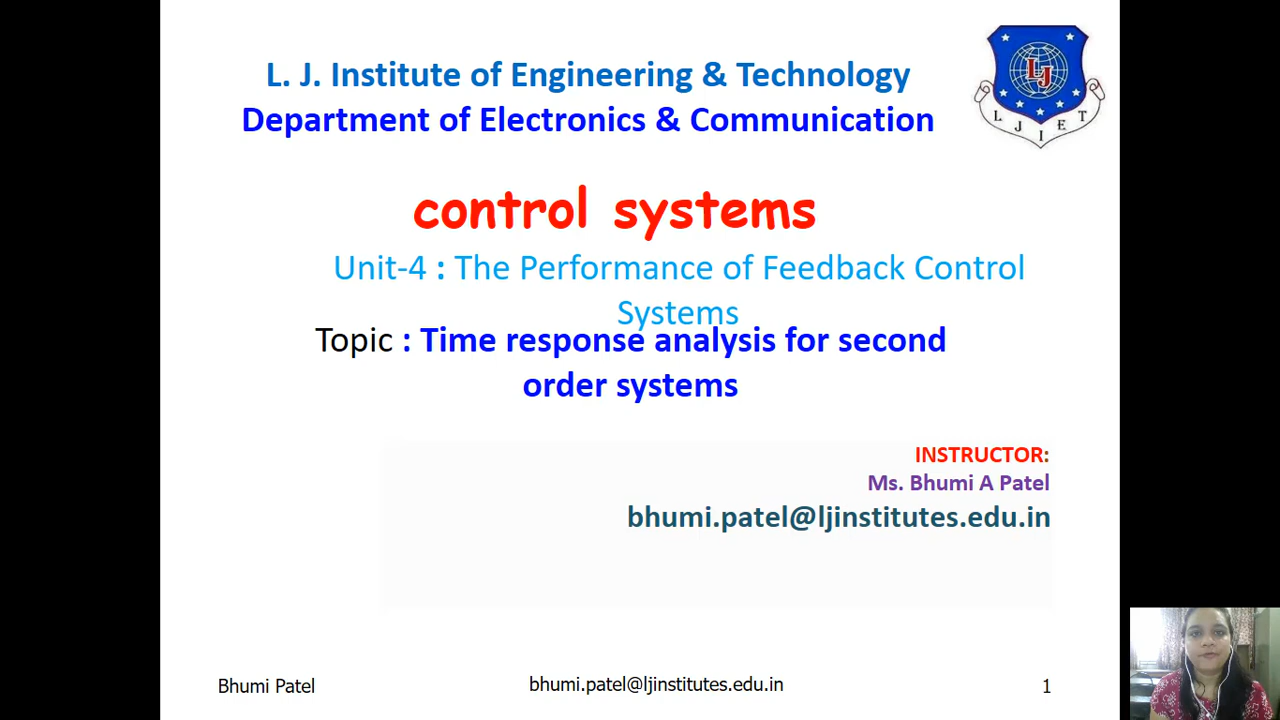 L. J. Institute of Engineering & Technology
Department of Electronics & Communication
LJ
L J I E T
control systems
Unit-4 : The Performance of Feedback Control
Systems
Topic : Time response analysis for second
order systems
INSTRUCTOR:
Ms. Bhumi A Patel
bhumi.patel@ljinstitutes.edu.in
Bhumi Patel
bhumi.patel@ljinstitutes.edu.in
1